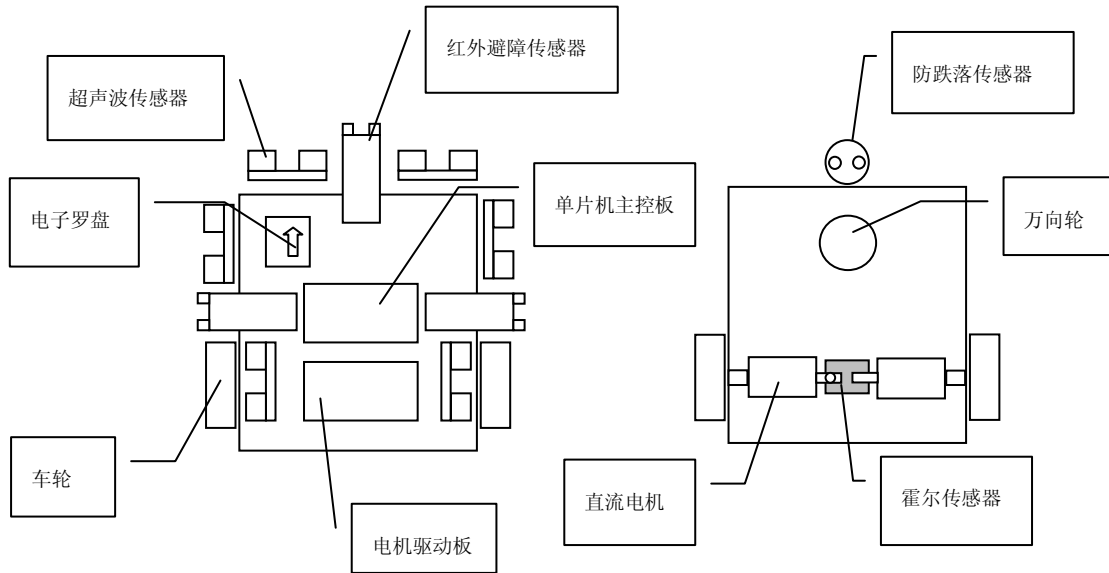 红外避障传感器
防跌落传感器
超声波传感器
电子罗盘
单片机主控板
万向轮
车轮
直流电机
霍尔传感器
电机驱动板